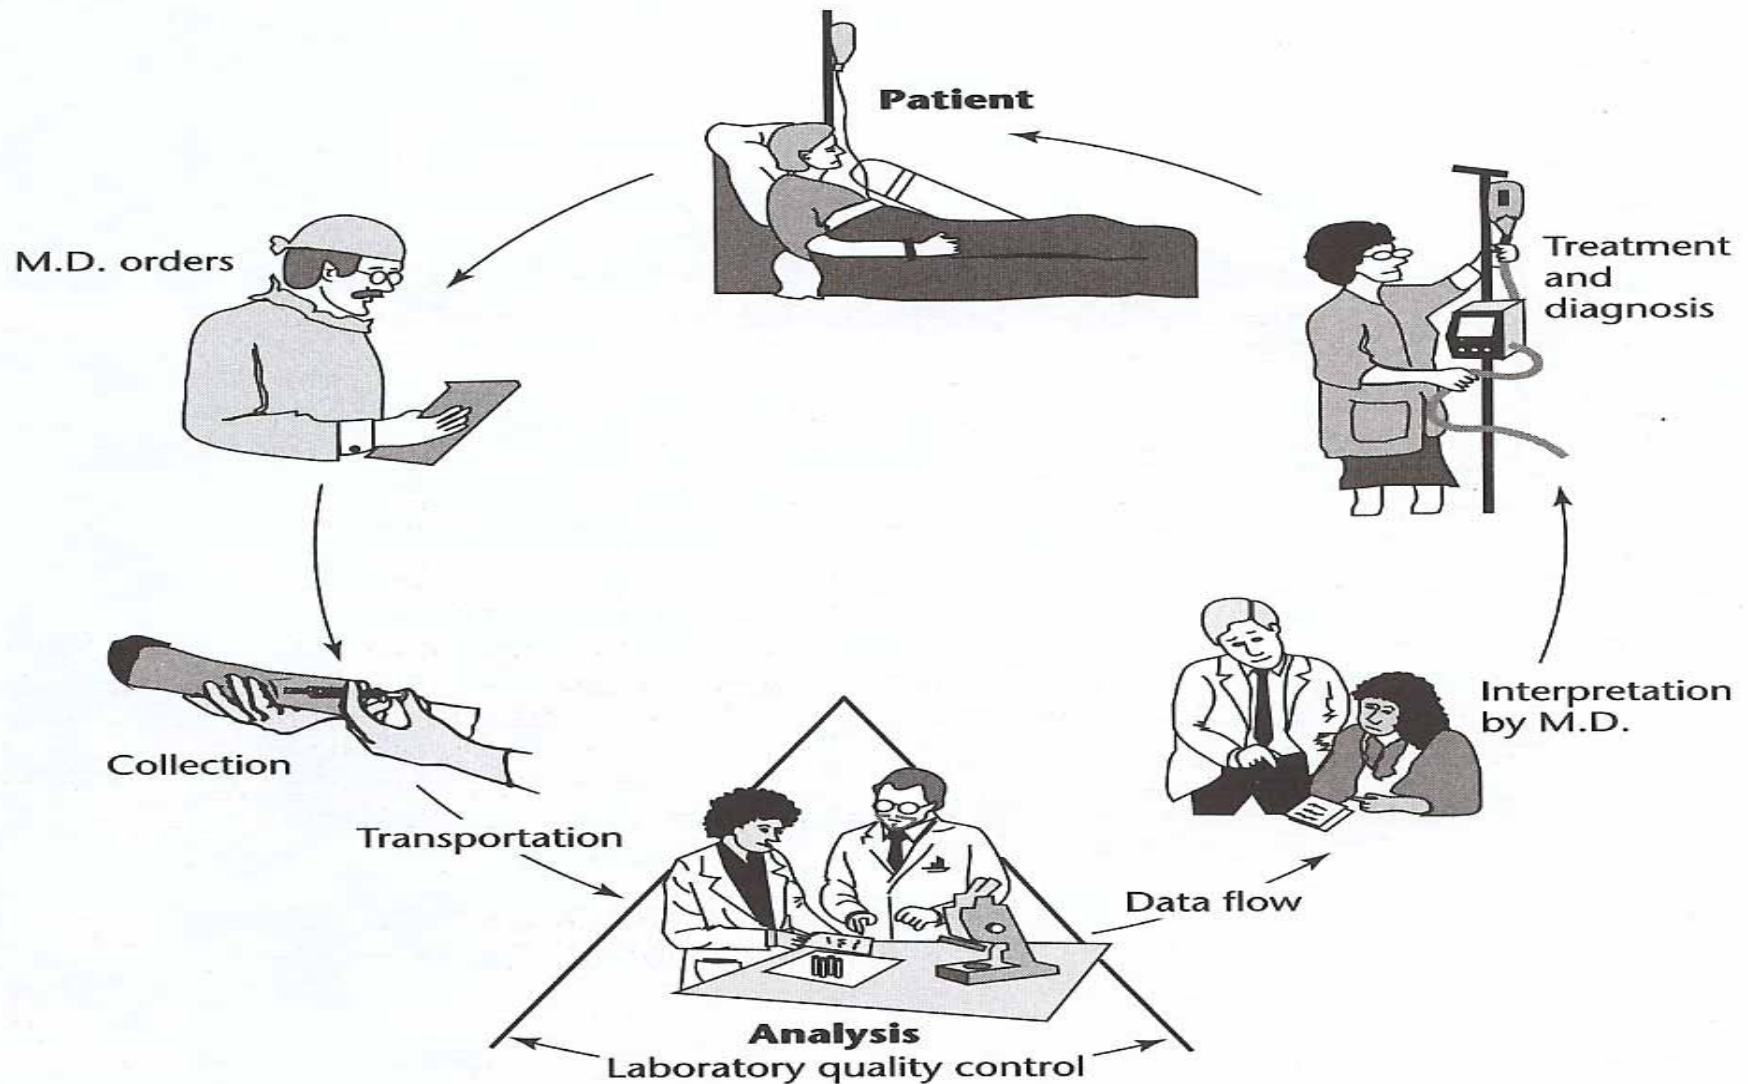 Patient
M.D. orders
Treatment
and
diagnosis
Interpretation
by M.D.
Collection
Transportation
Data flow
Analysis
Laboratory quality control